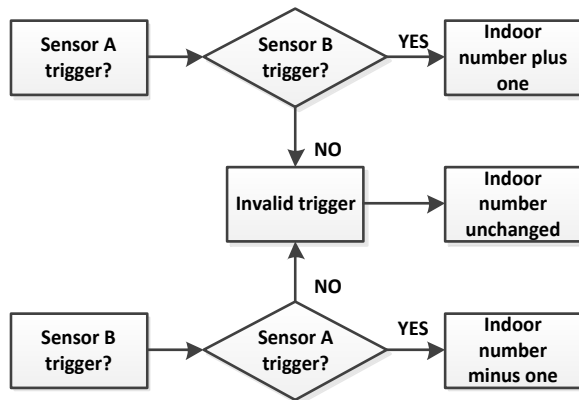 Sensor A
trigger?
Sensor B
trigger?
YES
Indoor
number plus
one
NO
Invalid trigger
Indoor
number
unchanged
NO
Sensor B
trigger?
Sensor A
trigger?
YES
Indoor
number
minus one